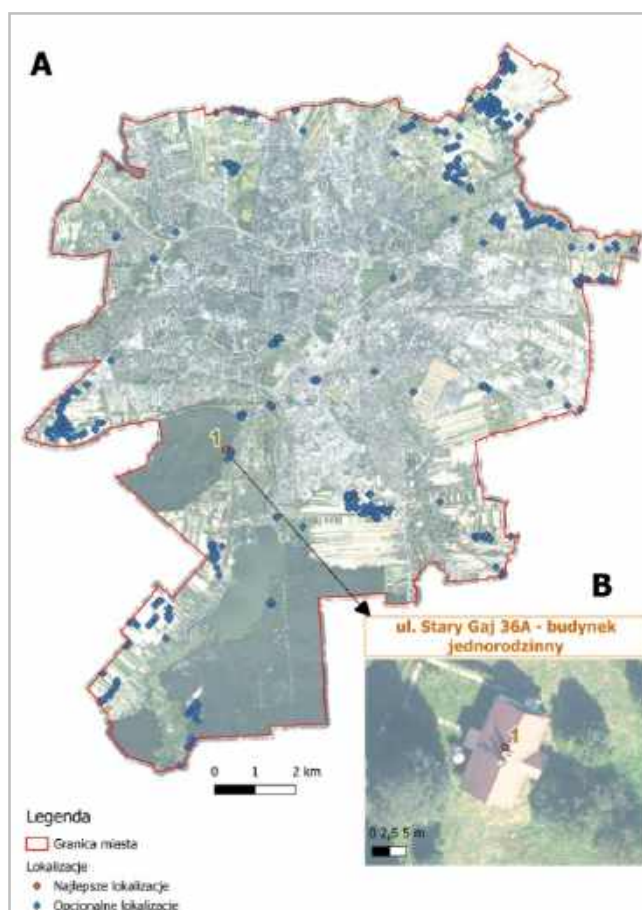 A
1
B
ul. Stary Gaj 36A - budynek
jednorodzinny
1
0 1 2 km
0 2,5 5 m
Legenda
Granica miasta
Lokalizacje
Najlepsze lokalizacje
Opcjonalne lokalizacje